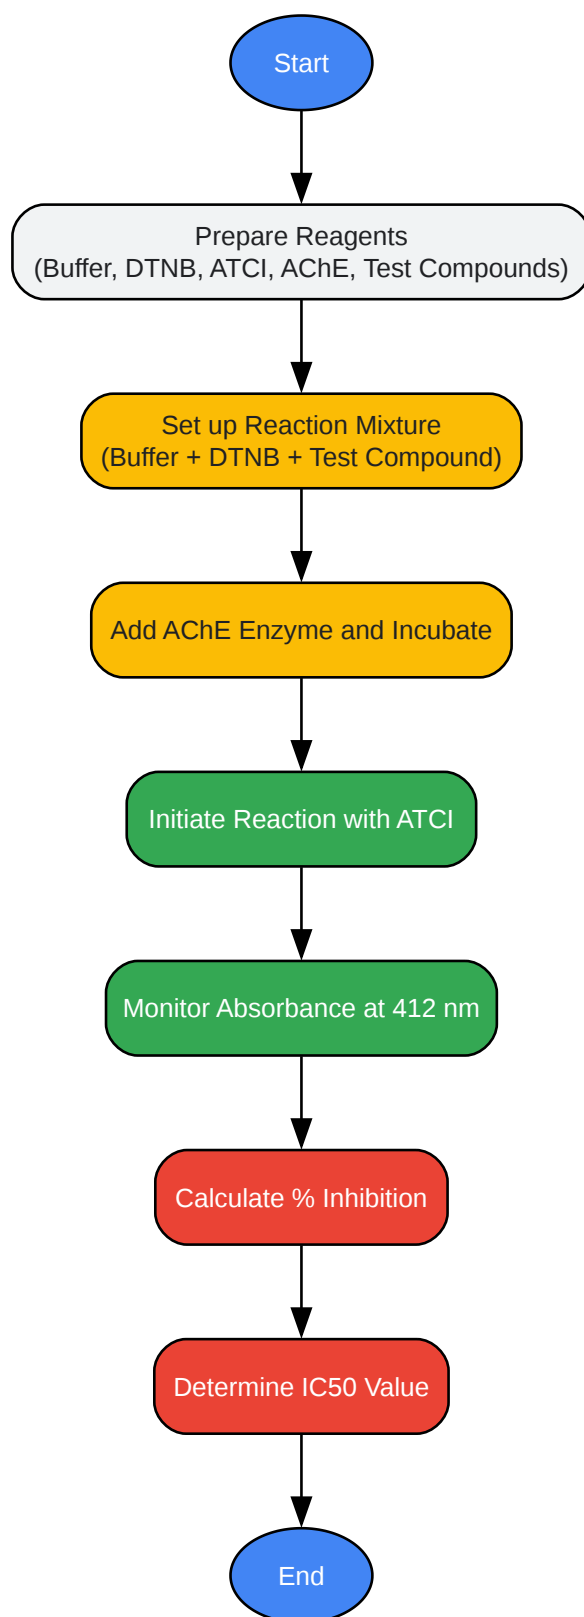 Start
Prepare Reagents
(Buffer, DTNB, ATCI, AChE, Test Compounds)
Set up Reaction Mixture
(Buffer + DTNB + Test Compound)
Add AChE Enzyme and Incubate
Initiate Reaction with ATCI
Monitor Absorbance at 412 nm
Calculate % Inhibition
Determine IC50 Value
End